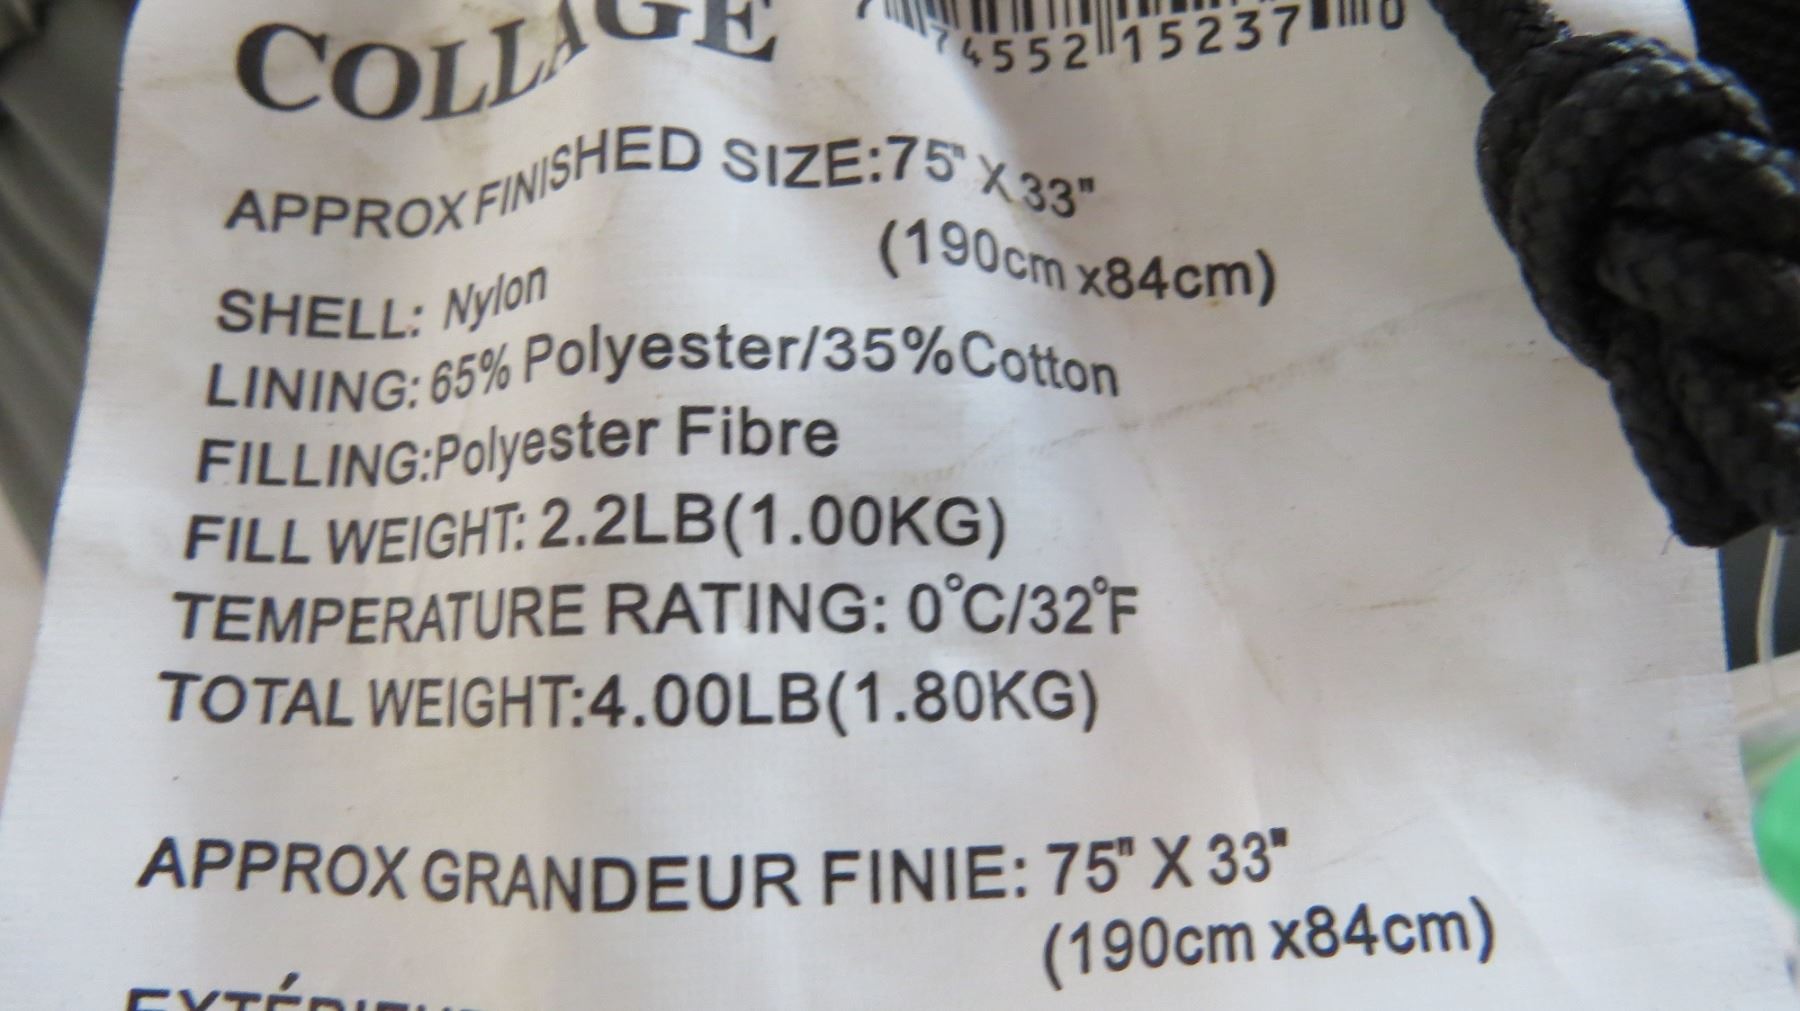 COLLAGE
74552 15237 0
APPROX FINISHED SIZE:75" X 33"
(190cm x84cm)
SHELL: Nylon
LINING: 65% Polyester/35%Cotton
FILLING:Polyester Fibre
FILL WEIGHT: 2.2LB(1.00KG)
TEMPERATURE RATING: 0°C/32°F
TOTAL WEIGHT:4.00LB(1.80KG)
APPROX GRANDEUR FINIE: 75" X 33"
(190cm x84cm)